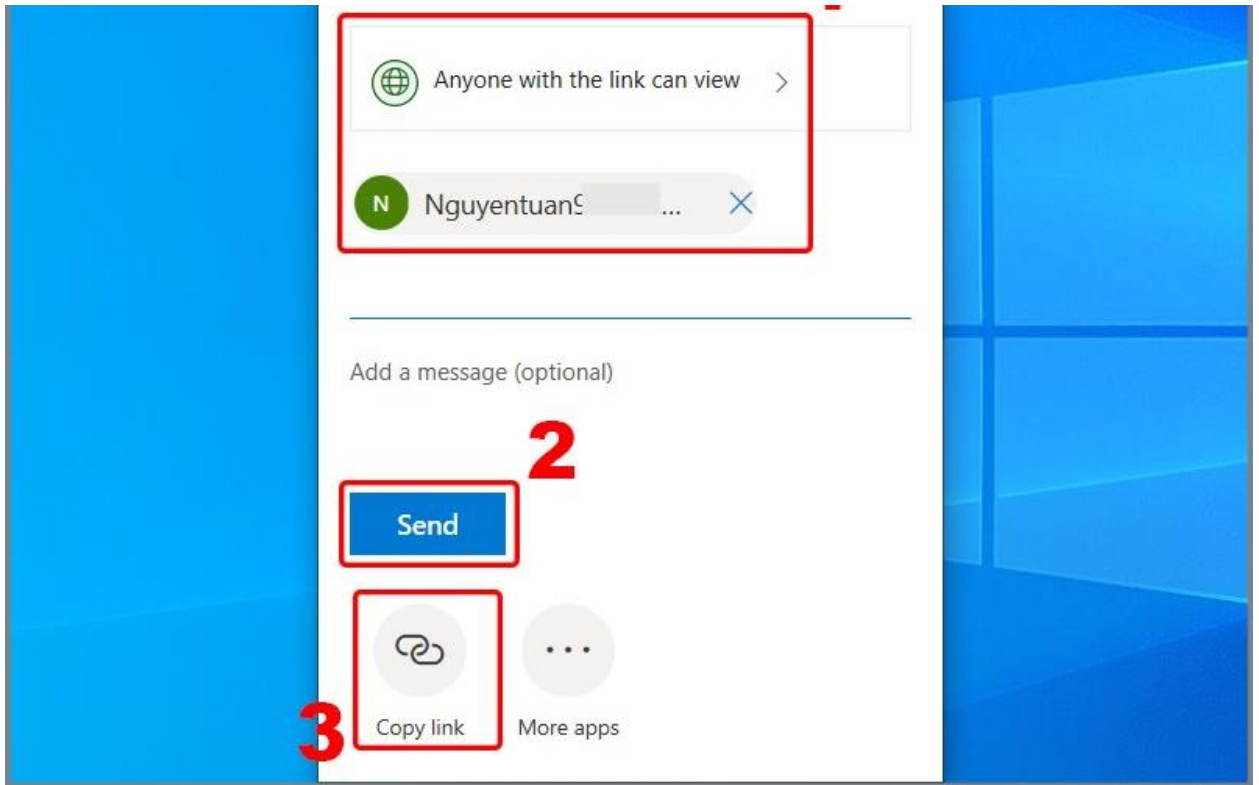 Anyone with the link can view
N
Nguyentuan9 ...
Add a message (optional)
2
Send
3
Copy link
More apps